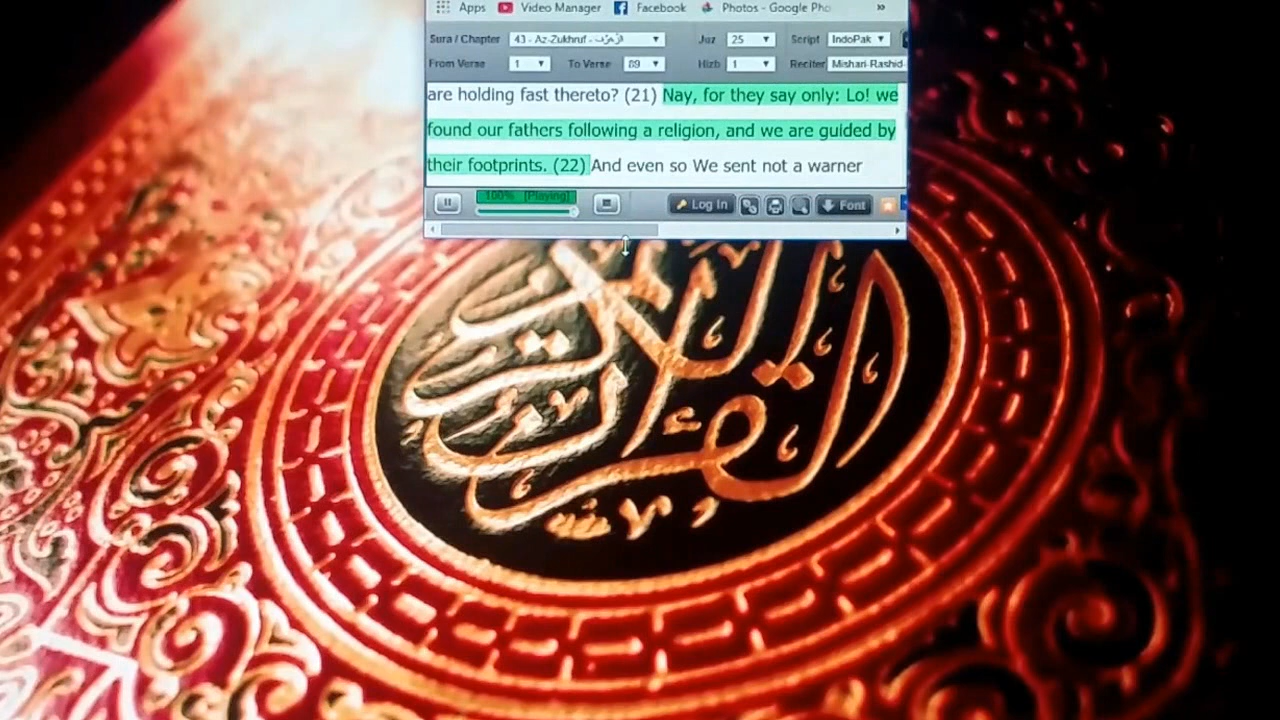 Apps Video Manager Facebook Photos - Google Pho »
Sura / Chapter 43 - Az-Zukhruf - الزُّخْرُف Juz 25 Script IndoPak
From Verse 1 To Verse 89 Hizb 1 Reciter Mishari-Rashid-
are holding fast thereto? (21) Nay, for they say only: Lo! we
found our fathers following a religion, and we are guided by
their footprints. (22) And even so We sent not a warner
100% [Playing] Log In Font
القرآن الكريم